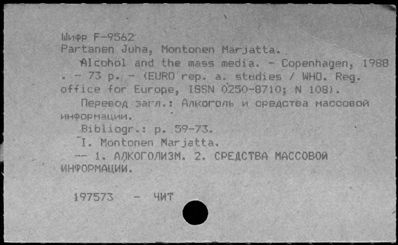 Шифр F-9562
Partanen Juha, Montonen Marjatta.
Alcohol and the mass media. - Copenhagen, 1988
. - 73 p. - (EURO rep. a. studies / WHO. Reg.
office for Europe, ISSN 0250-8710; N 108).
Перевод загл.: Алкоголь и средства массовой
информации.
Bibliogr.: p. 59-73.
I. Montonen Marjatta.
-- 1. АЛКОГОЛИЗМ. 2. СРЕДСТВА МАССОВОЙ
ИНФОРМАЦИИ.
197573 - ЧИТ